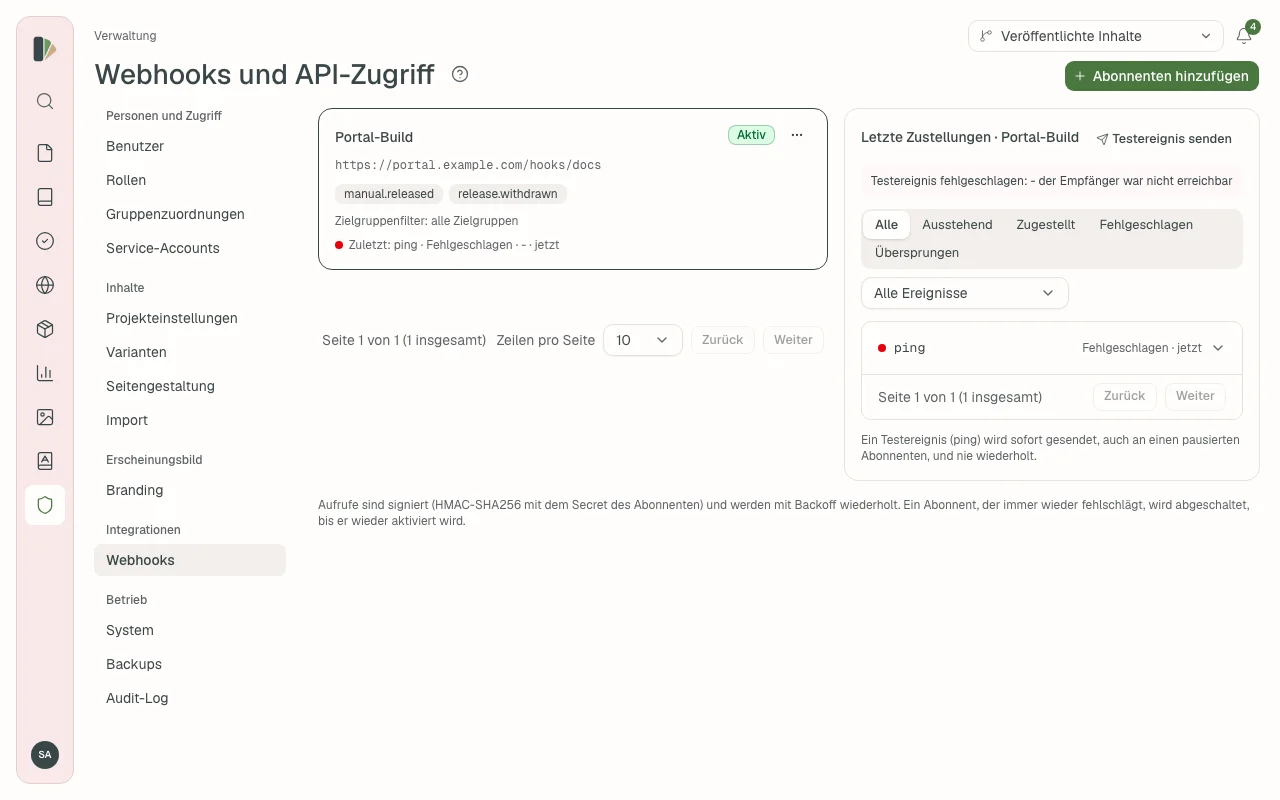 Verwaltung
Veröffentlichte Inhalte
4
Webhooks und API-Zugriff
Abonnenten hinzufügen
Personen und Zugriff
Benutzer
Rollen
Gruppenzuordnungen
Service-Accounts
Inhalte
Projekteinstellungen
Varianten
Seitengestaltung
Import
Erscheinungsbild
Branding
Integrationen
Webhooks
Betrieb
System
Backups
Audit-Log
SA
Portal-Build
Aktiv
https://portal.example.com/hooks/docs
manual.released release.withdrawn
Zielgruppenfilter: alle Zielgruppen
Zuletzt: ping · Fehlgeschlagen · - · jetzt
Seite 1 von 1 (1 insgesamt) Zeilen pro Seite 10 Zurück Weiter
Letzte Zustellungen · Portal-Build
Testereignis senden
Testereignis fehlgeschlagen: - der Empfänger war nicht erreichbar
Alle Ausstehend Zugestellt Fehlgeschlagen
Übersprungen
Alle Ereignisse
ping Fehlgeschlagen · jetzt
Seite 1 von 1 (1 insgesamt) Zurück Weiter
Ein Testereignis (ping) wird sofort gesendet, auch an einen pausierten
Abonnenten, und nie wiederholt.
Aufrufe sind signiert (HMAC-SHA256 mit dem Secret des Abonnenten) und werden mit Backoff wiederholt. Ein Abonnent, der immer wieder fehlschlägt, wird abgeschaltet,
bis er wieder aktiviert wird.